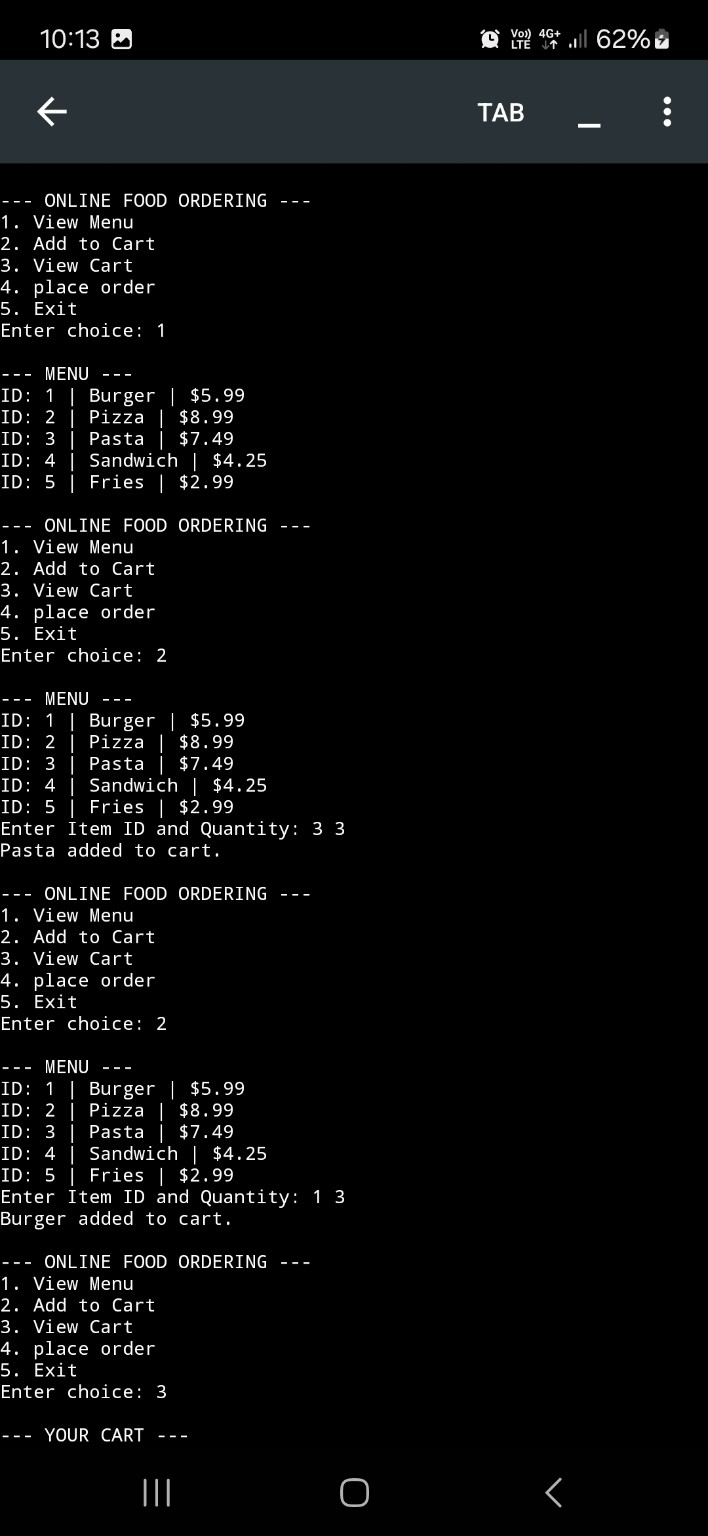 10:13 Vo)) LTE 4G+ 62%
TAB
--- ONLINE FOOD ORDERING ---
1. View Menu
2. Add to Cart
3. View Cart
4. place order
5. Exit
Enter choice: 1
--- MENU ---
ID: 1 | Burger | $5.99
ID: 2 | Pizza | $8.99
ID: 3 | Pasta | $7.49
ID: 4 | Sandwich | $4.25
ID: 5 | Fries | $2.99
--- ONLINE FOOD ORDERING ---
1. View Menu
2. Add to Cart
3. View Cart
4. place order
5. Exit
Enter choice: 2
--- MENU ---
ID: 1 | Burger | $5.99
ID: 2 | Pizza | $8.99
ID: 3 | Pasta | $7.49
ID: 4 | Sandwich | $4.25
ID: 5 | Fries | $2.99
Enter Item ID and Quantity: 3 3
Pasta added to cart.
--- ONLINE FOOD ORDERING ---
1. View Menu
2. Add to Cart
3. View Cart
4. place order
5. Exit
Enter choice: 2
--- MENU ---
ID: 1 | Burger | $5.99
ID: 2 | Pizza | $8.99
ID: 3 | Pasta | $7.49
ID: 4 | Sandwich | $4.25
ID: 5 | Fries | $2.99
Enter Item ID and Quantity: 1 3
Burger added to cart.
--- ONLINE FOOD ORDERING ---
1. View Menu
2. Add to Cart
3. View Cart
4. place order
5. Exit
Enter choice: 3
--- YOUR CART ---